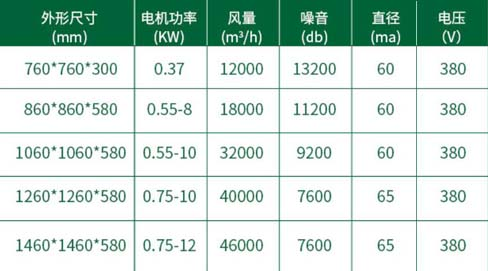 外形尺寸 电机功率 风量 噪音 直径 电压
(mm) (KW) (m³/h) (db) (ma) (V)
760*760*300 0.37 12000 13200 60 380
860*860*580 0.55-8 18000 11200 60 380
1060*1060*580 0.55-10 32000 9200 60 380
1260*1260*580 0.75-10 40000 7600 65 380
1460*1460*580 0.75-12 46000 7600 65 380